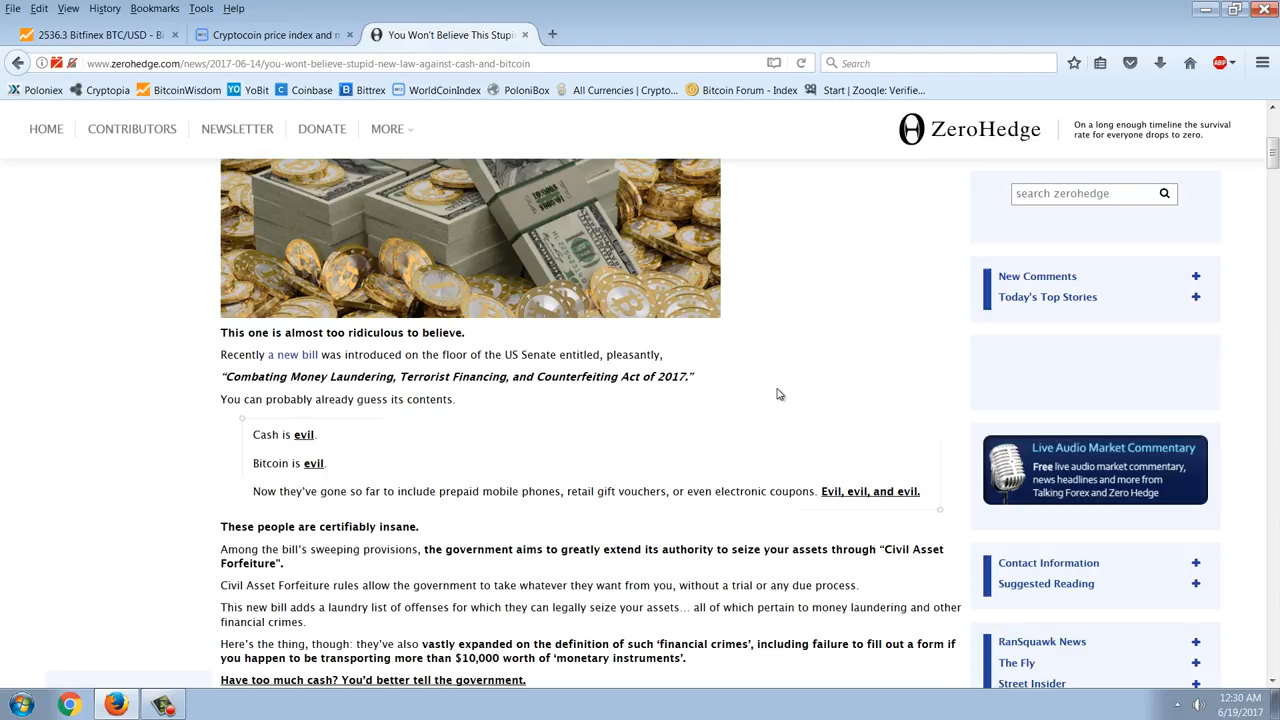 File Edit View History Bookmarks Tools Help
2536.3 Bitfinex BTC/USD - Bi
Cryptocoin price index and m
You Won't Believe This Stupi
www.zerohedge.com/news/2017-06-14/you-wont-believe-stupid-new-law-against-cash-and-bitcoin
Search
ABP
Poloniex Cryptopia BitcoinWisdom YoBit Coinbase Bittrex WorldCoinIndex PoloniBox All Currencies | Crypto... Bitcoin Forum - Index Start | Zooqle: Verifie...
HOME CONTRIBUTORS NEWSLETTER DONATE MORE
ZeroHedge
On a long enough timeline the survival
rate for everyone drops to zero.
search zerohedge
This one is almost too ridiculous to believe.
Recently a new bill was introduced on the floor of the US Senate entitled, pleasantly,
“Combating Money Laundering, Terrorist Financing, and Counterfeiting Act of 2017.”
You can probably already guess its contents.
Cash is evil.
Bitcoin is evil.
Now they’ve gone so far to include prepaid mobile phones, retail gift vouchers, or even electronic coupons. Evil, evil, and evil.
These people are certifiably insane.
Among the bill’s sweeping provisions, the government aims to greatly extend its authority to seize your assets through “Civil Asset
Forfeiture”.
Civil Asset Forfeiture rules allow the government to take whatever they want from you, without a trial or any due process.
This new bill adds a laundry list of offenses for which they can legally seize your assets… all of which pertain to money laundering and other
financial crimes.
Here’s the thing, though: they’ve also vastly expanded on the definition of such ‘financial crimes’, including failure to fill out a form if
you happen to be transporting more than $10,000 worth of ‘monetary instruments’.
Have too much cash? You’d better tell the government.
New Comments
Today's Top Stories
Live Audio Market Commentary
Free live audio market commentary,
news headlines and more from
Talking Forex and Zero Hedge
Contact Information
Suggested Reading
RanSquawk News
The Fly
Street Insider
12:30 AM
6/19/2017